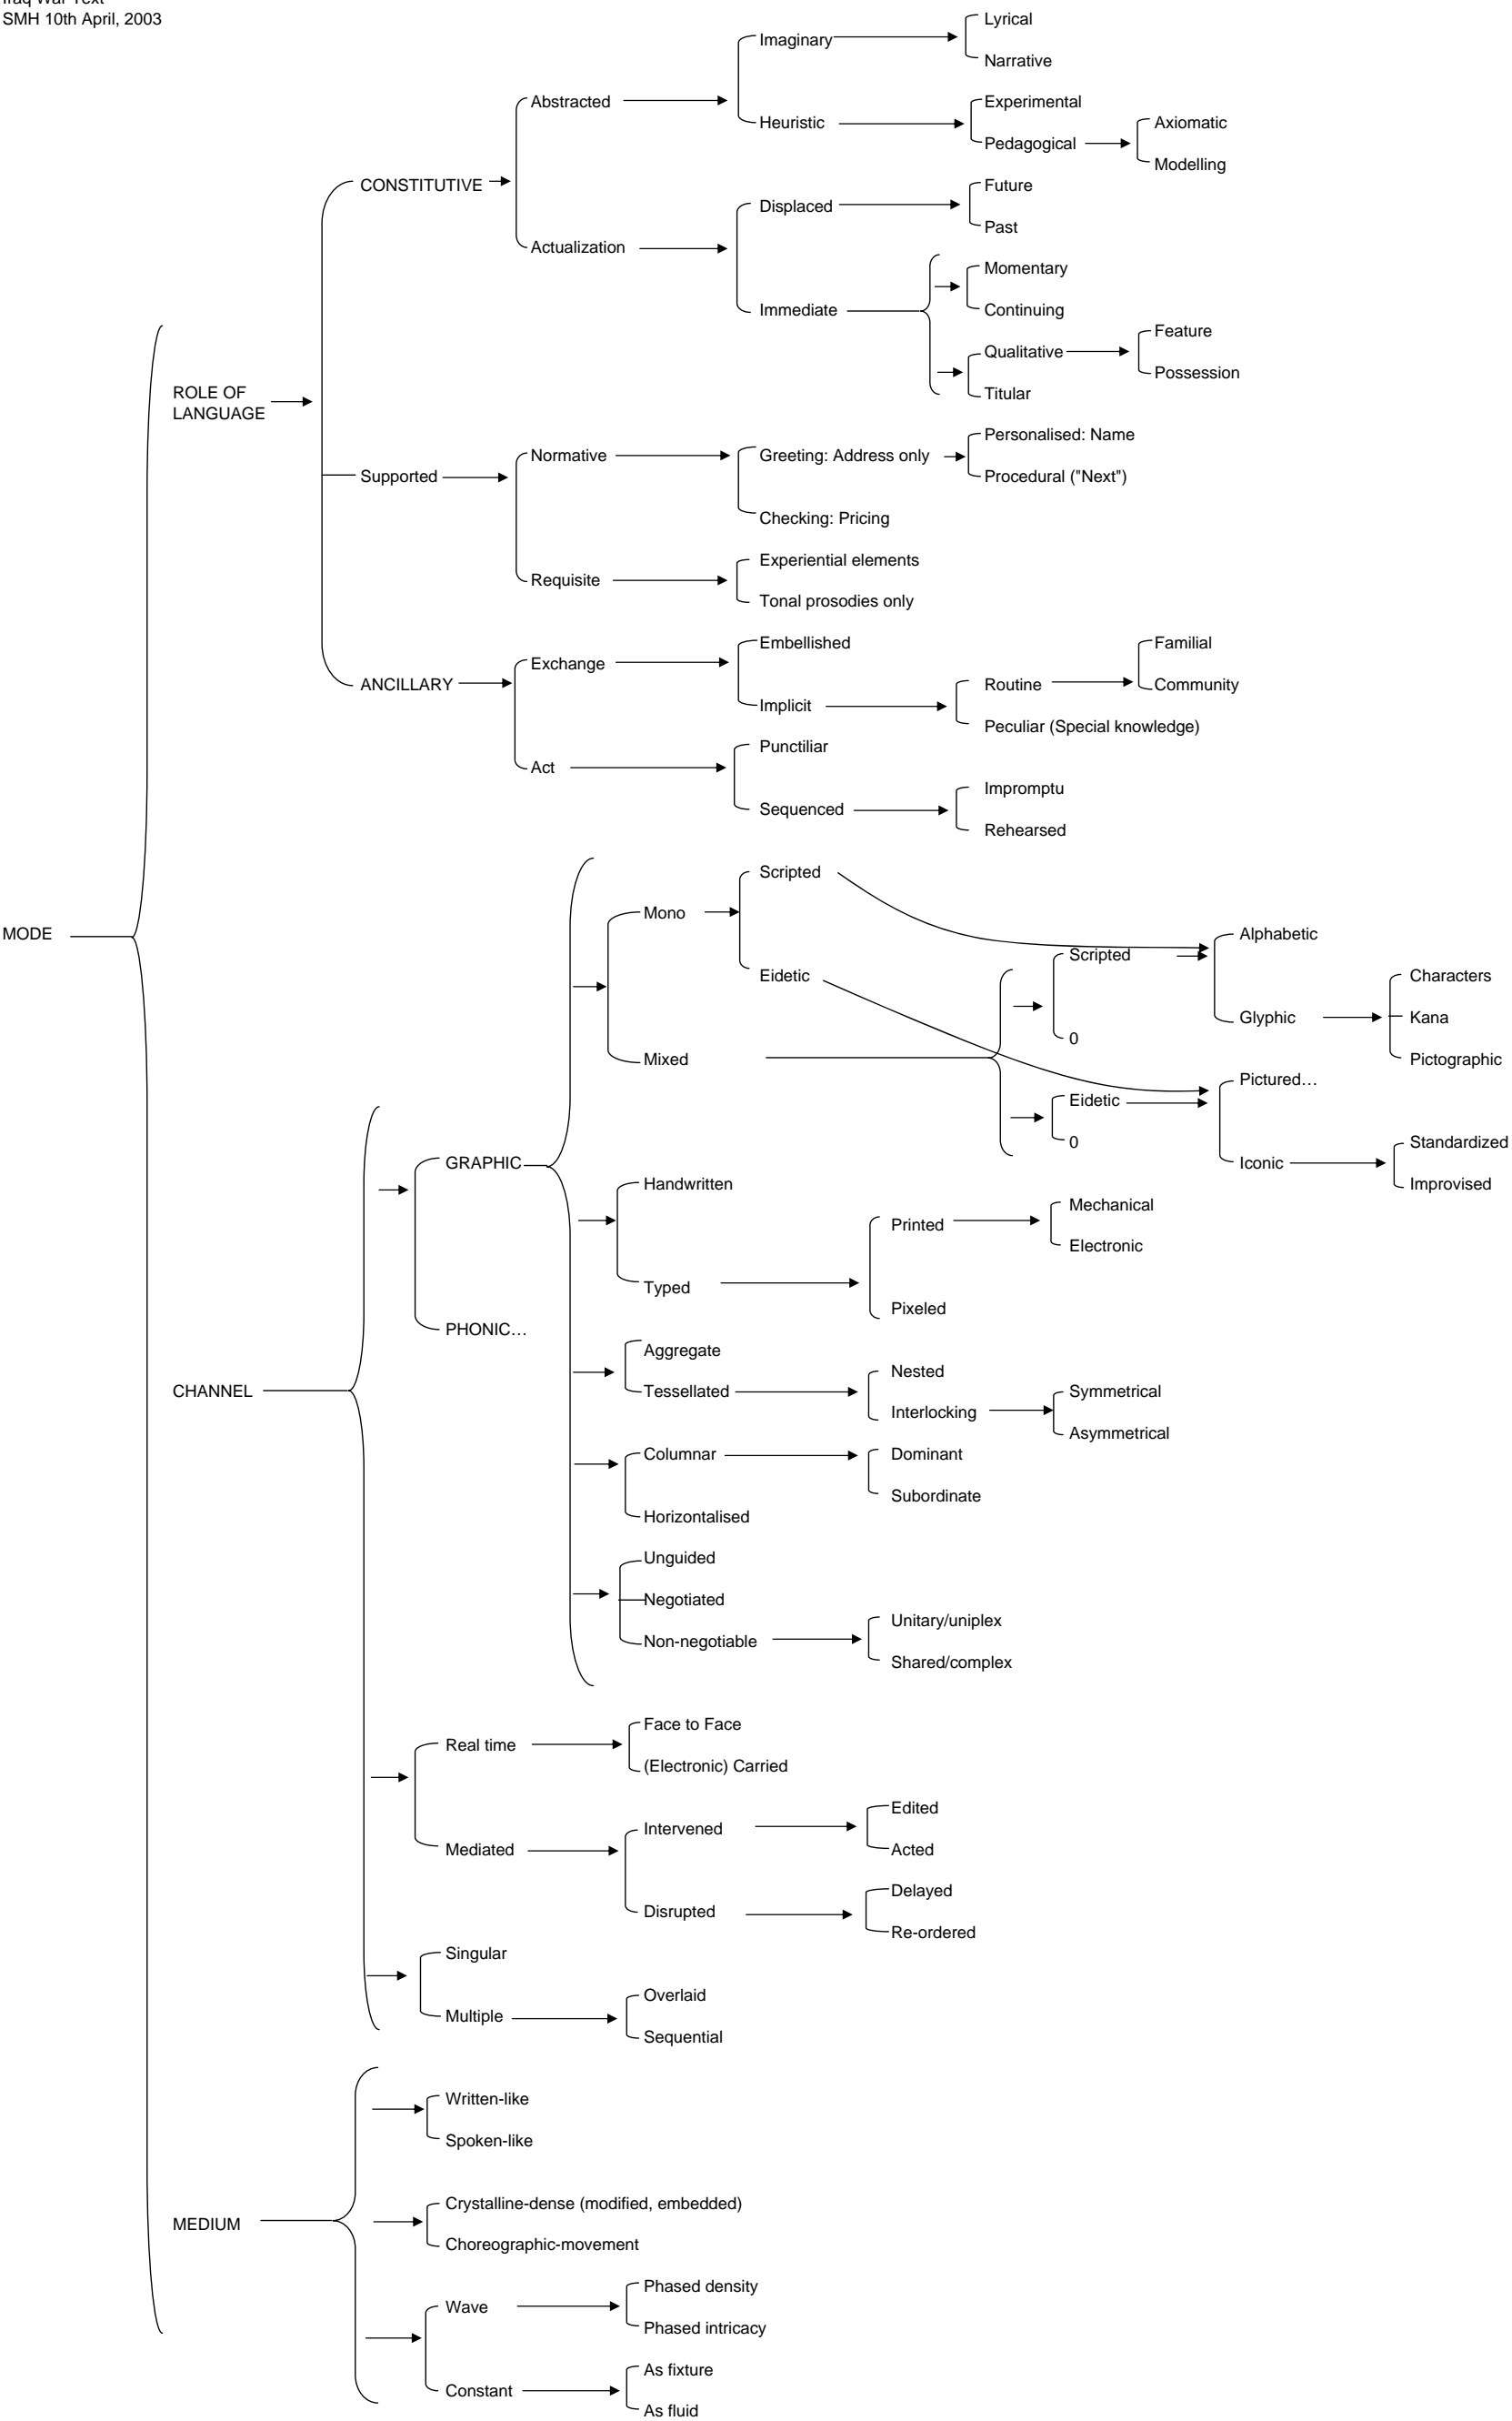 Iraq War Text
SMH 10th April, 2003
Lyrical
Imaginary
Narrative
Abstracted
Experimental
Heuristic
Axiomatic
Pedagogical
Modelling
CONSTITUTIVE
Future
Displaced
Past
Actualization
Momentary
Immediate
Continuing
Feature
Qualitative
Possession
Titular
ROLE OF
LANGUAGE
Personalised: Name
Normative
Greeting: Address only
Procedural ("Next")
Supported
Checking: Pricing
Experiential elements
Requisite
Tonal prosodies only
Embellished
Familial
Exchange
ANCILLARY
Routine
Community
Implicit
Peculiar (Special knowledge)
Punctiliar
Act
Impromptu
Sequenced
Rehearsed
Scripted
Mono
MODE
Alphabetic
Scripted
Eidetic
Characters
Glyphic
Kana
0
Mixed
Pictographic
Pictured…
Eidetic
0
Standardized
GRAPHIC
Iconic
Handwritten
Improvised
Mechanical
Printed
Electronic
Typed
Pixeled
PHONIC…
Aggregate
Nested
CHANNEL
Tessellated
Symmetrical
Interlocking
Asymmetrical
Columnar
Dominant
Subordinate
Horizontalised
Unguided
Negotiated
Unitary/uniplex
Non-negotiable
Shared/complex
Face to Face
Real time
(Electronic) Carried
Edited
Intervened
Mediated
Acted
Delayed
Disrupted
Re-ordered
Singular
Overlaid
Multiple
Sequential
Written-like
Spoken-like
Crystalline-dense (modified, embedded)
MEDIUM
Choreographic-movement
Phased density
Wave
Phased intricacy
As fixture
Constant
As fluid